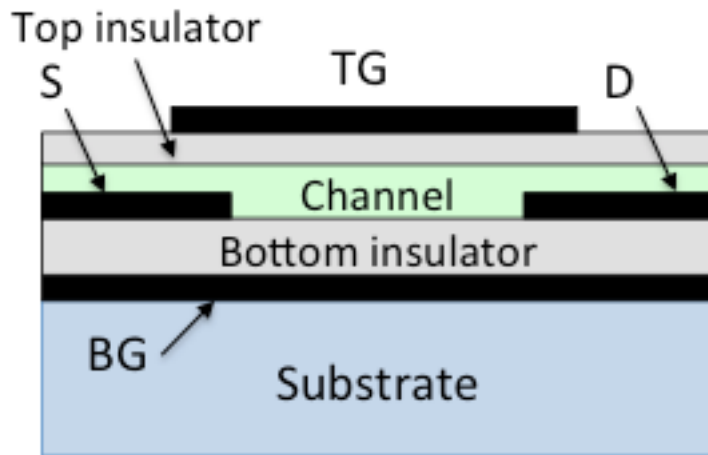 Top insulator
S
TG
D
Channel
Bottom insulator
BG
Substrate